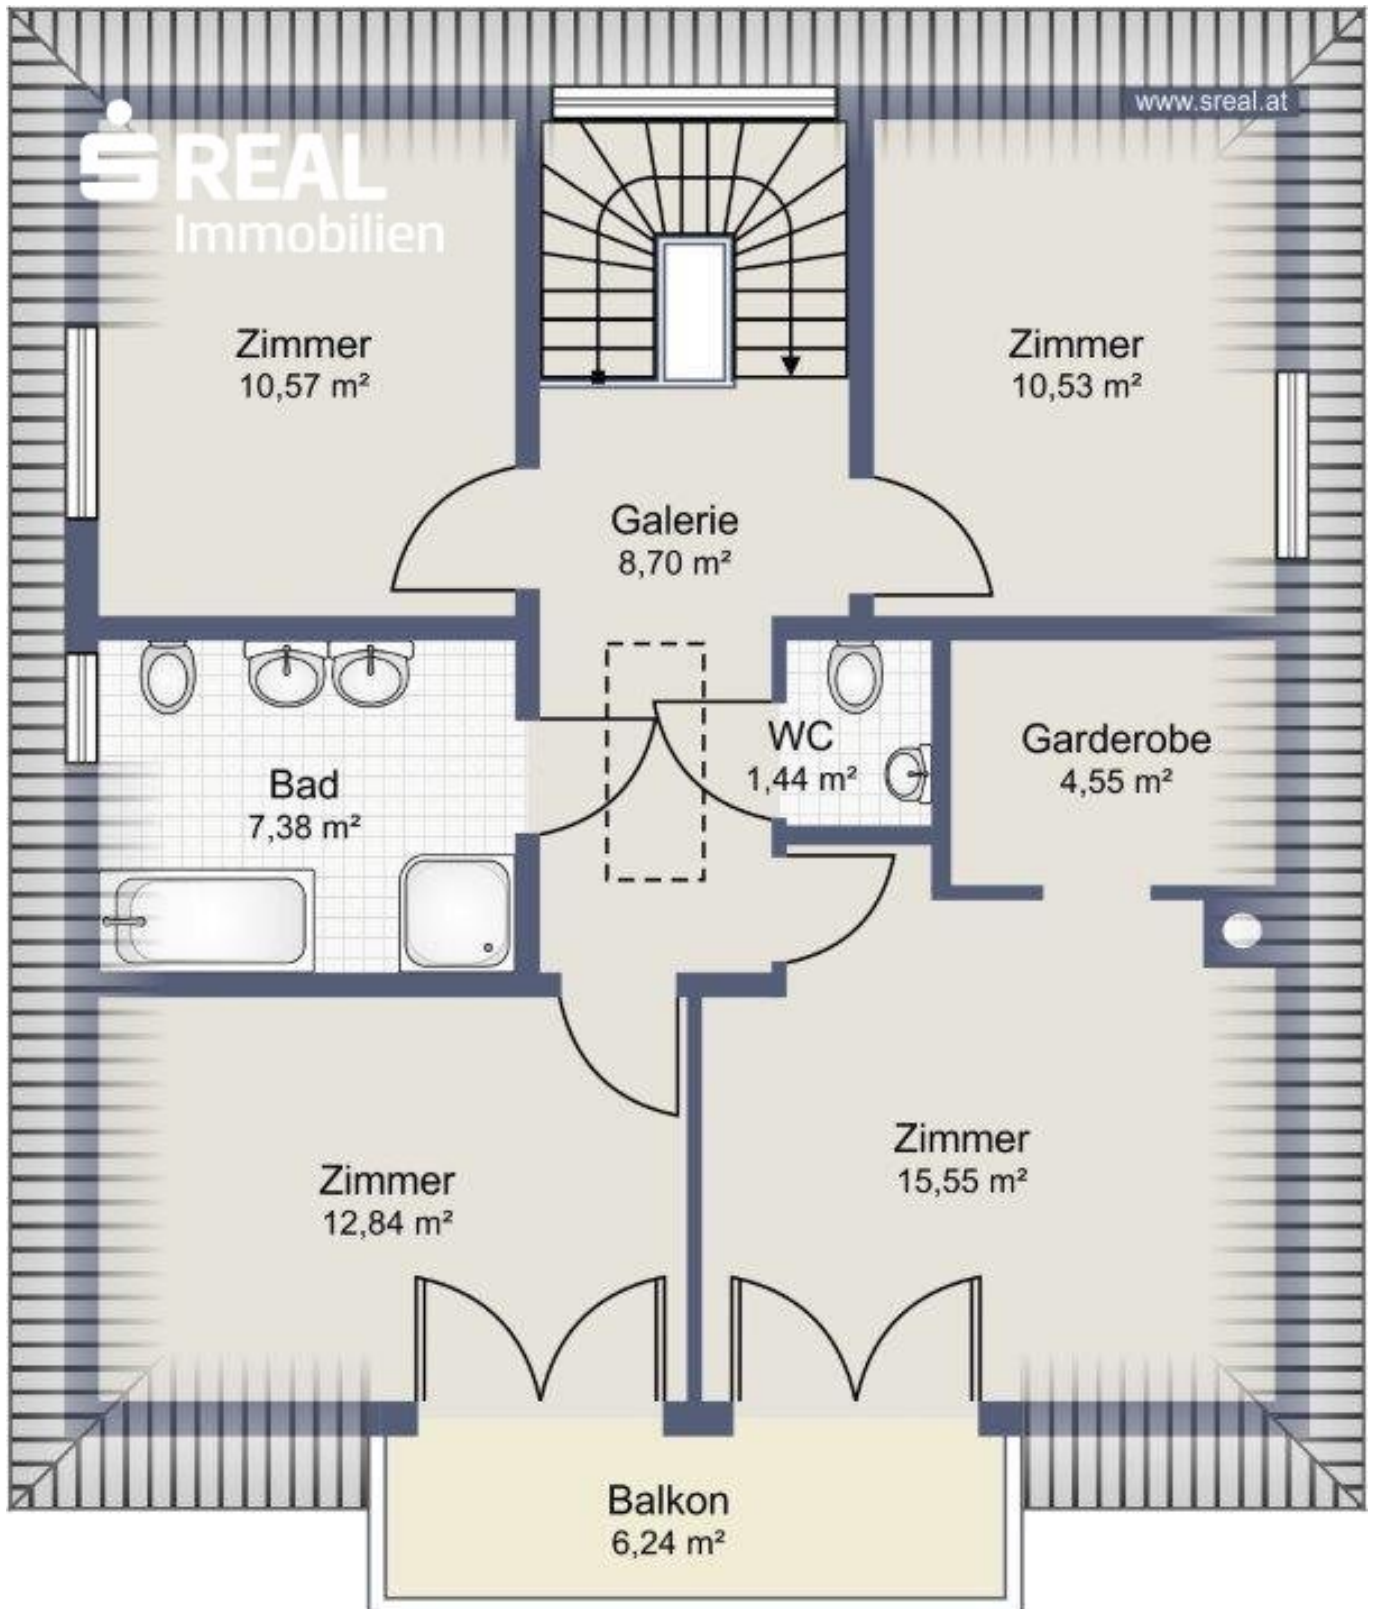 www.sreal.at
S REAL
Immobilien
Zimmer
10,57 m²
Zimmer
10,53 m²
Galerie
8,70 m²
WC
1,44 m²
Garderobe
4,55 m²
Bad
7,38 m²
Zimmer
15,55 m²
Zimmer
12,84 m²
Balkon
6,24 m²